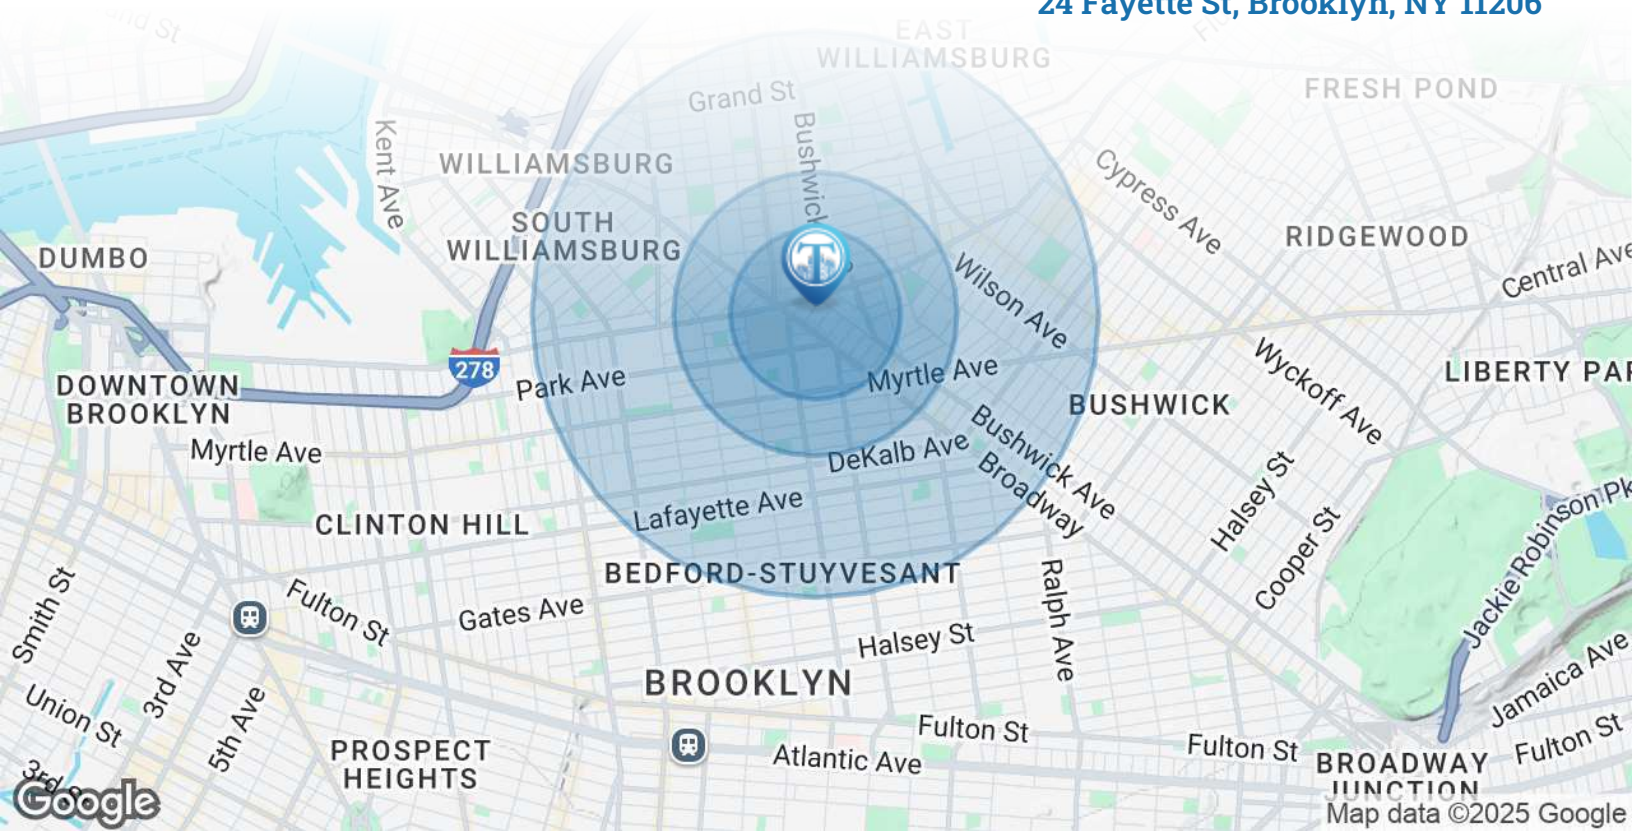 24 Fayette St, Brooklyn, NY 11206
EAST
WILLIAMSBURG
Grand St
FRESH POND
Kent Ave
Bushwick
WILLIAMSBURG
Cypress Ave
SOUTH
WILLIAMSBURG
RIDGEWOOD
DUMBO
T
Wilson Ave
Central Ave
278
Park Ave
Myrtle Ave
Wyckoff Ave
LIBERTY PAR
DOWNTOWN
BROOKLYN
BUSHWICK
Myrtle Ave
DeKalb Ave
Bushwick Ave
Broadway
Lafayette Ave
Halsey St
CLINTON HILL
Cooper St
Jackie Robinson Pk
BEDFORD-STUYVESANT
Ralph Ave
Smith St
Fulton St
Gates Ave
Halsey St
3rd Ave
BROOKLYN
Jamaica Ave
Union St
5th Ave
Fulton St
Fulton St
Fulton St
PROSPECT
HEIGHTS
Atlantic Ave
BROADWAY
JUNCTION
3rd St
Google
Map data ©2025 Google